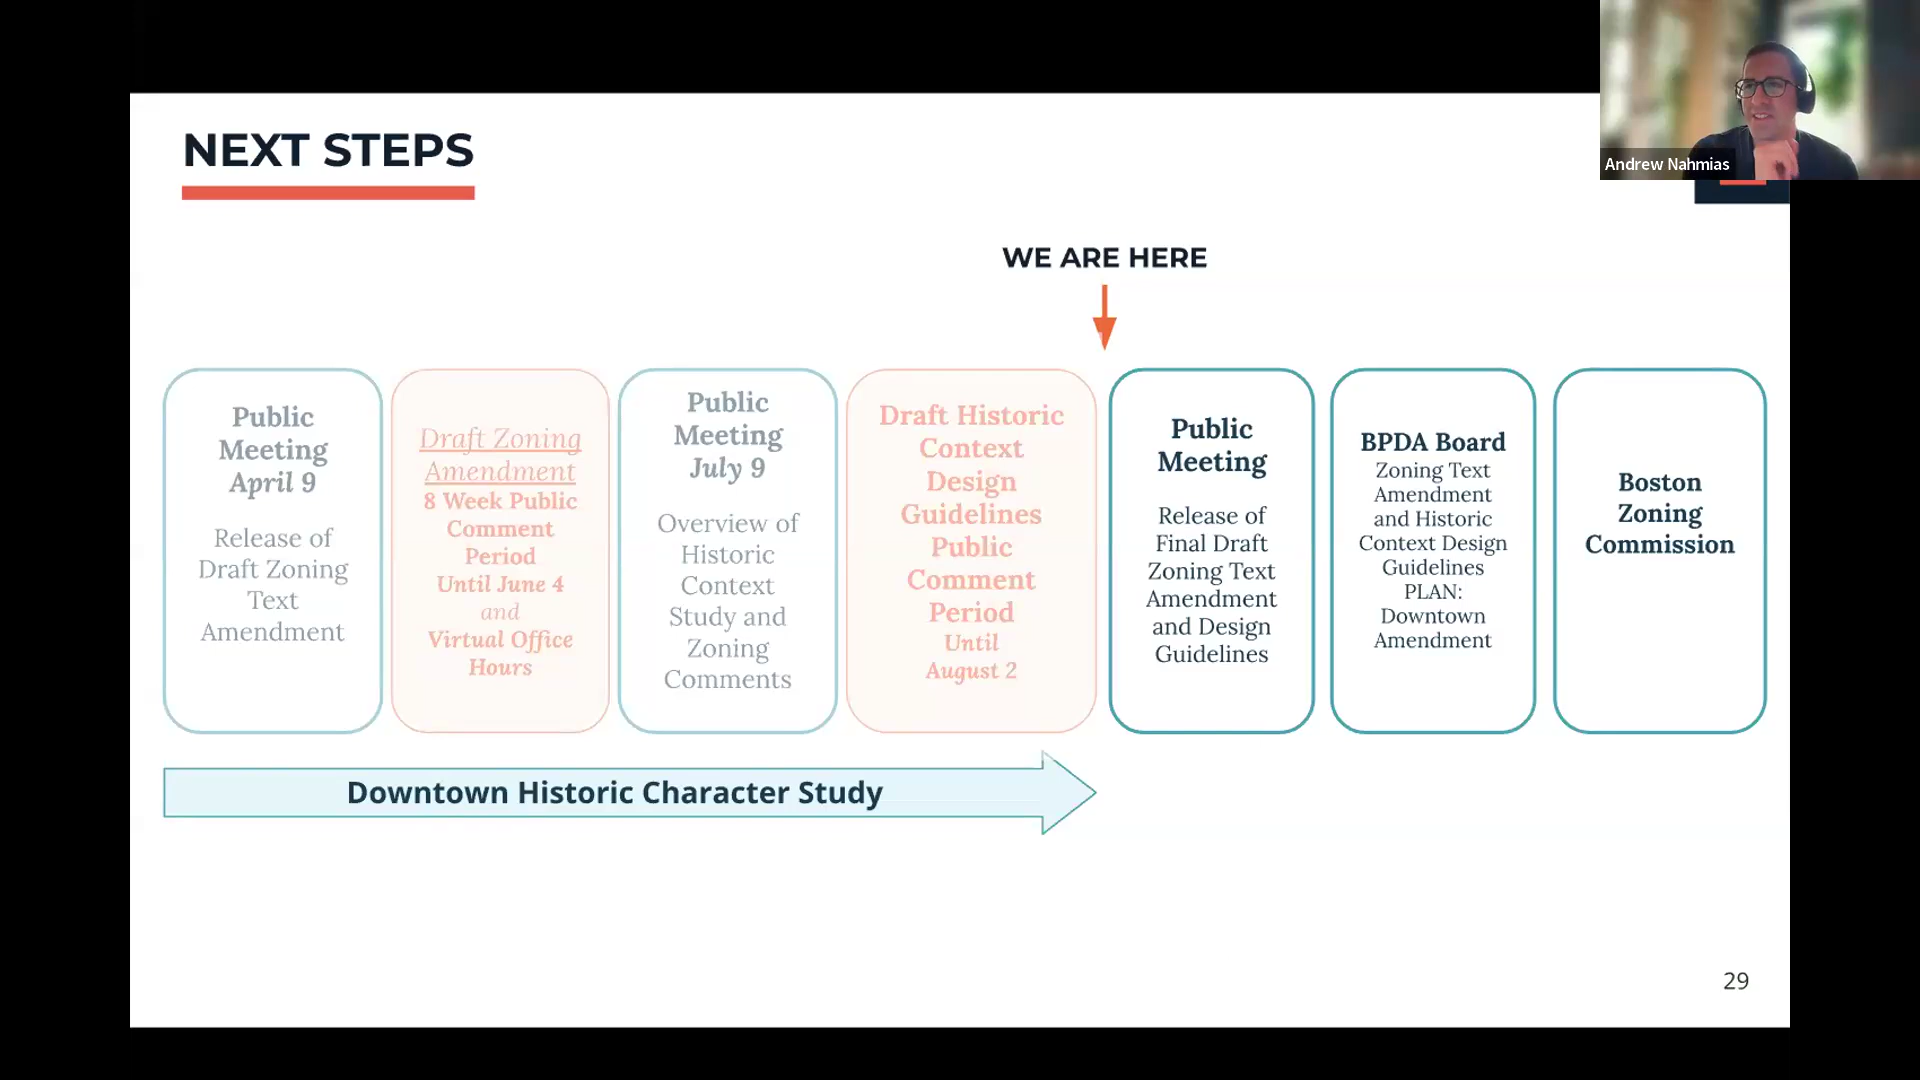 NEXT STEPS
Andrew Nahmias
WE ARE HERE
Public
Meeting
April 9
Release of
Draft Zoning
Text
Amendment
Draft Zoning
Amendment
8 Week Public
Comment
Period
Until June 4
and
Virtual Office
Hours
Public
Meeting
July 9
Overview of
Historic
Context
Study and
Zoning
Comments
Draft Historic
Context
Design
Guidelines
Public
Comment
Period
Until
August 2
Public
Meeting
Release of
Final Draft
Zoning Text
Amendment
and Design
Guidelines
BPDA Board
Zoning Text
Amendment
and Historic
Context Design
Guidelines
PLAN:
Downtown
Amendment
Boston
Zoning
Commission
Downtown Historic Character Study
29